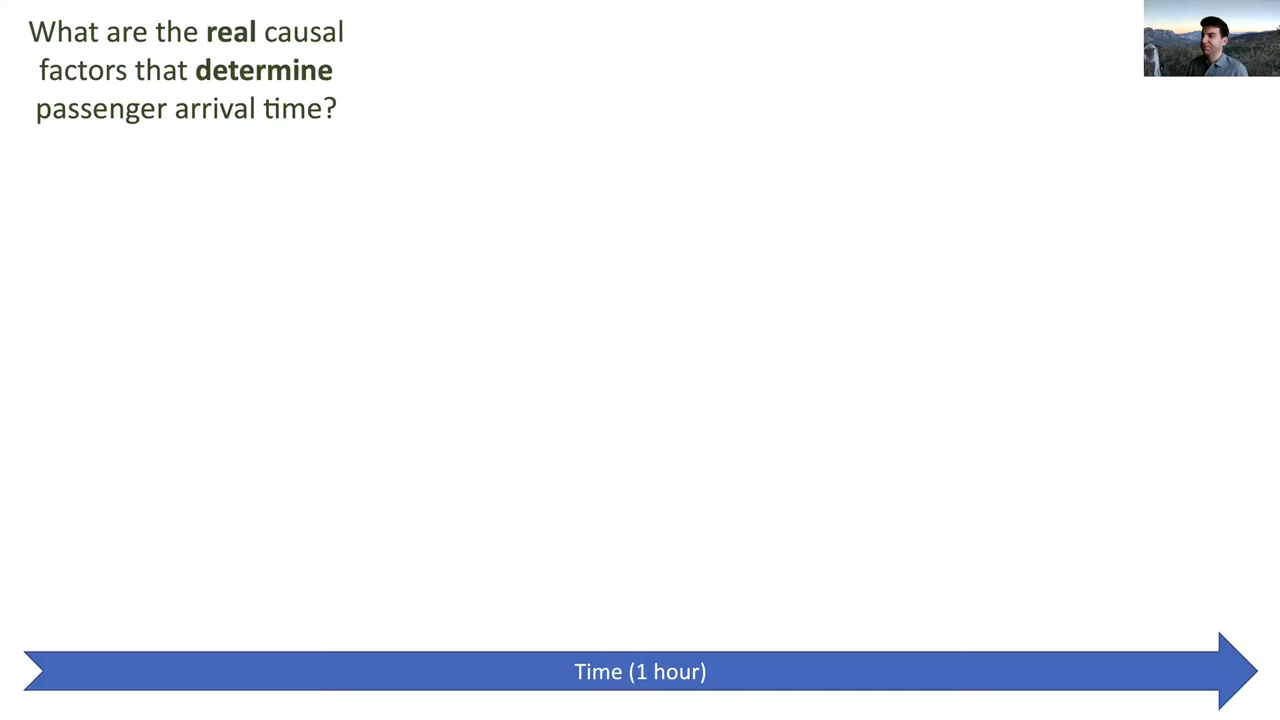 What are the real causal
factors that determine
passenger arrival time?
Time (1 hour)